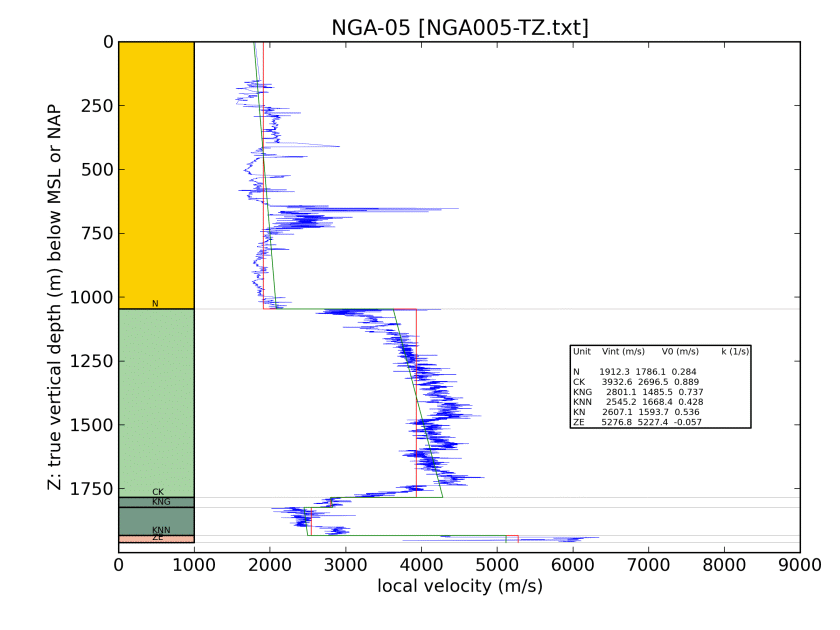 NGA-05 [NGA005-TZ.txt]
Z: true vertical depth (m) below MSL or NAP
0
250
500
750
1000
1250
1500
1750
N
CK
KNG
KNN
ZE
Unit Vint (m/s) V0 (m/s) k (1/s)
N 1912.3 1786.1 0.284
CK 3932.6 2696.5 0.889
KNG 2801.1 1485.5 0.737
KNN 2545.2 1668.4 0.428
KN 2607.1 1593.7 0.536
ZE 5276.8 5227.4 -0.057
0 1000 2000 3000 4000 5000 6000 7000 8000 9000
local velocity (m/s)